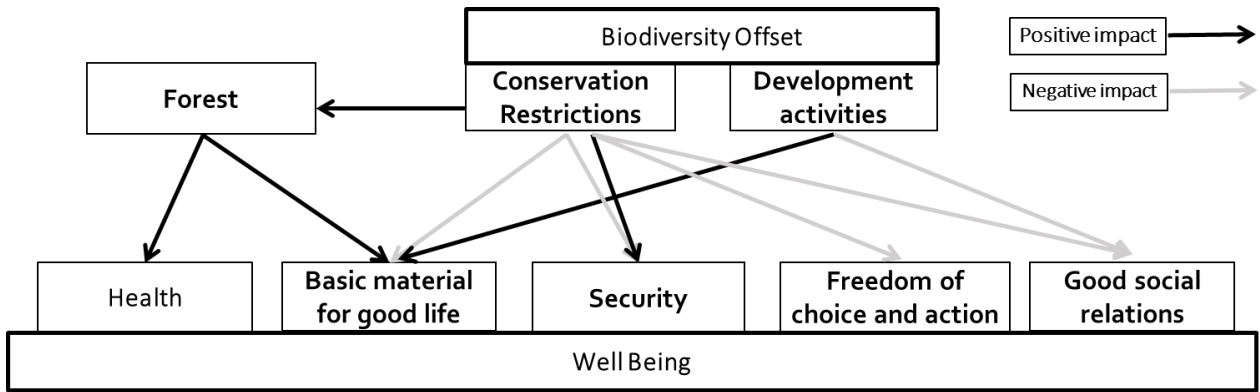 Biodiversity Offset
Positive impact
Negative impact
Forest
Conservation
Restrictions
Development
activities
Health
Basic material
for good life
Security
Freedom of
choice and action
Good social
relations
Well Being